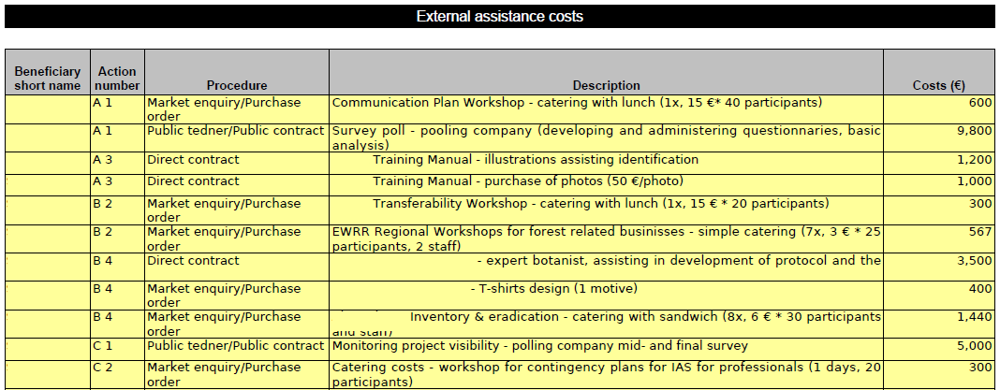 External assistance costs
Beneficiary short name Action number Procedure Description Costs (€)
A 1 Market enquiry/Purchase order Communication Plan Workshop - catering with lunch (1x, 15 €* 40 participants) 600
A 1 Public tedner/Public contract Survey poll - pooling company (developing and administering questionnaries, basic analysis) 9,800
A 3 Direct contract Training Manual - illustrations assisting identification 1,200
A 3 Direct contract Training Manual - purchase of photos (50 €/photo) 1,000
B 2 Market enquiry/Purchase order Transferability Workshop - catering with lunch (1x, 15 € * 20 participants) 300
B 2 Market enquiry/Purchase order EWRR Regional Workshops for forest related businisses - simple catering (7x, 3 € * 25 participants, 2 staff) 567
B 4 Direct contract - expert botanist, assisting in development of protocol and the 3,500
B 4 Market enquiry/Purchase order - T-shirts design (1 motive) 400
B 4 Market enquiry/Purchase order Inventory & eradication - catering with sandwich (8x, 6 € * 30 participants and staff) 1,440
C 1 Public tedner/Public contract Monitoring project visibility - polling company mid- and final survey 5,000
C 2 Market enquiry/Purchase order Catering costs - workshop for contingency plans for IAS for professionals (1 days, 20 participants) 300